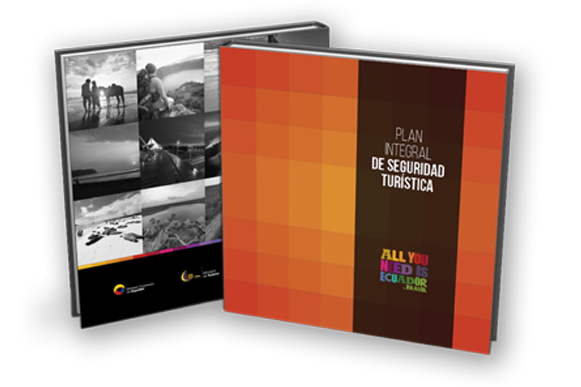 PLAN
INTEGRAL
DE SEGURIDAD
TURÍSTICA
ALL YOU
NEED IS
ECUADOR